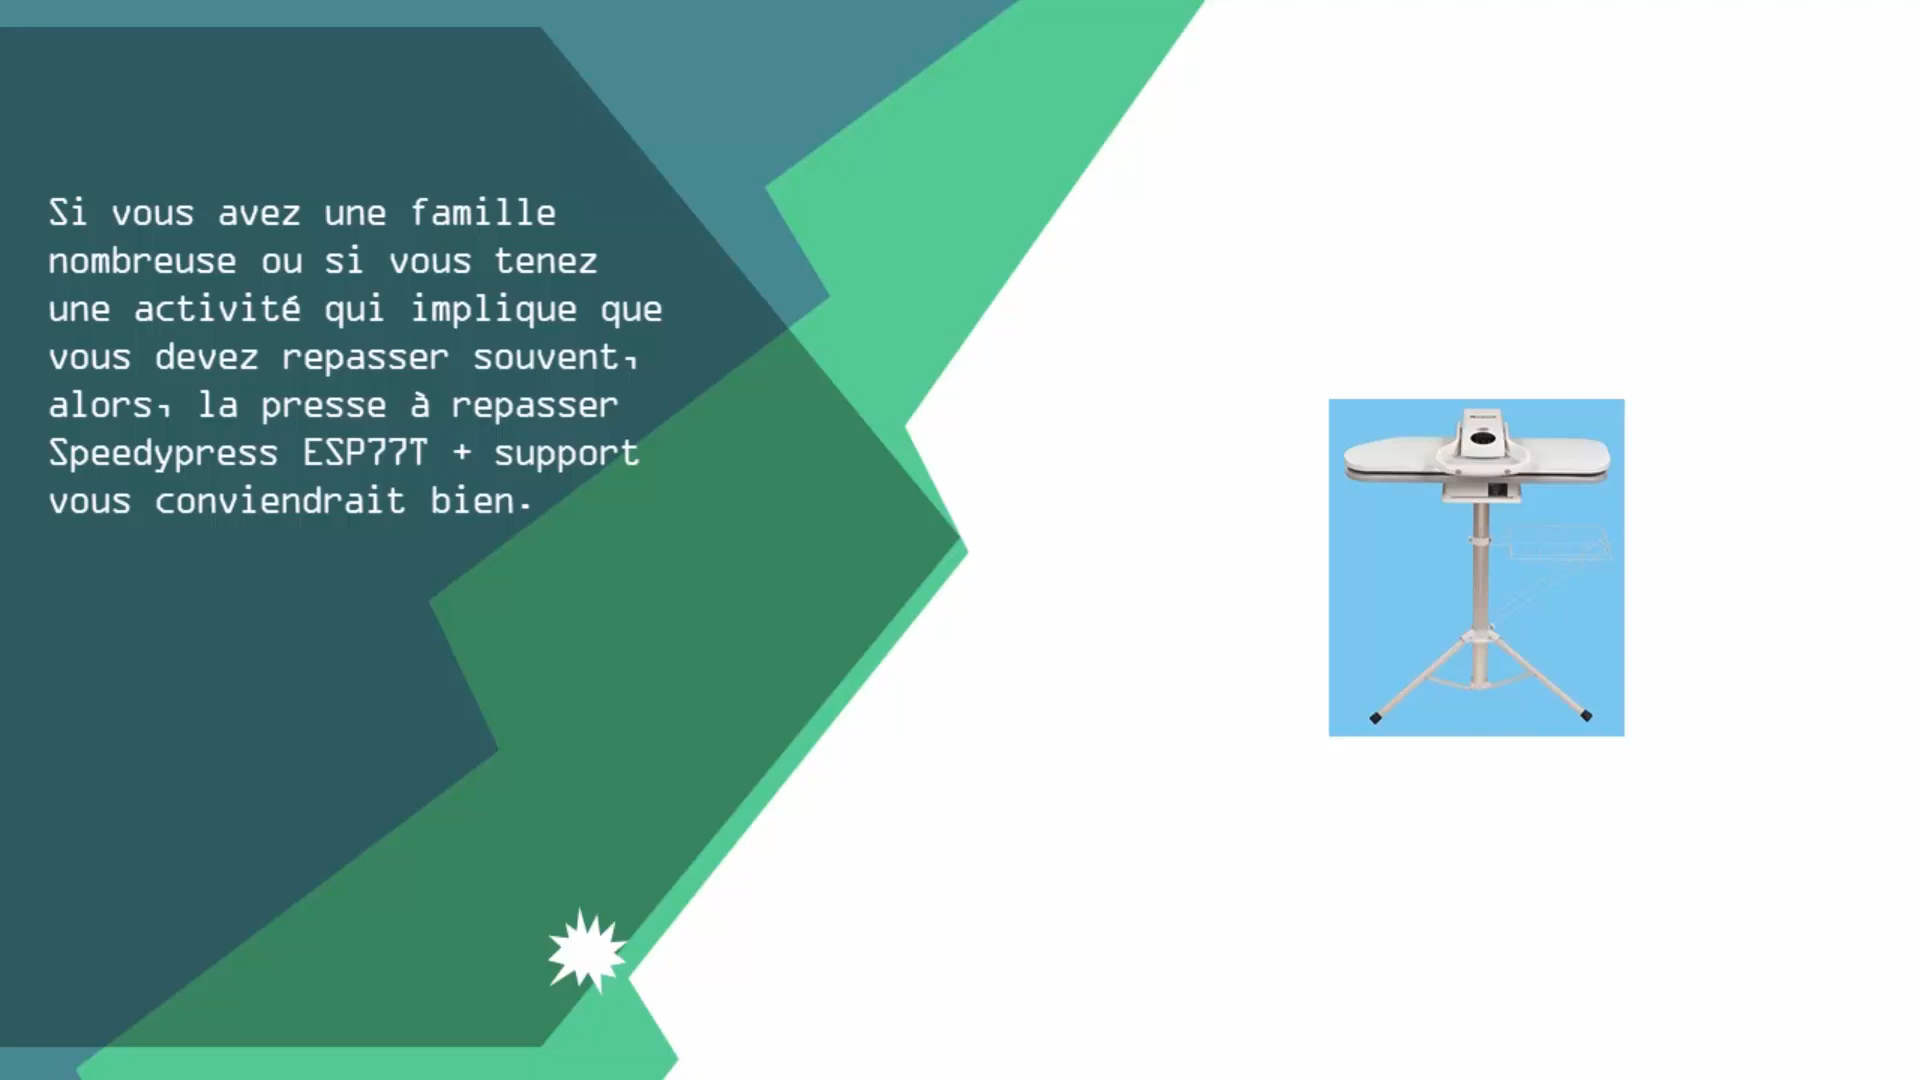 Si vous avez une famille
nombreuse ou si vous tenez
une activité qui implique que
vous devez repasser souvent,
alors, la presse à repasser
Speedypress ESP77T + support
vous conviendrait bien.